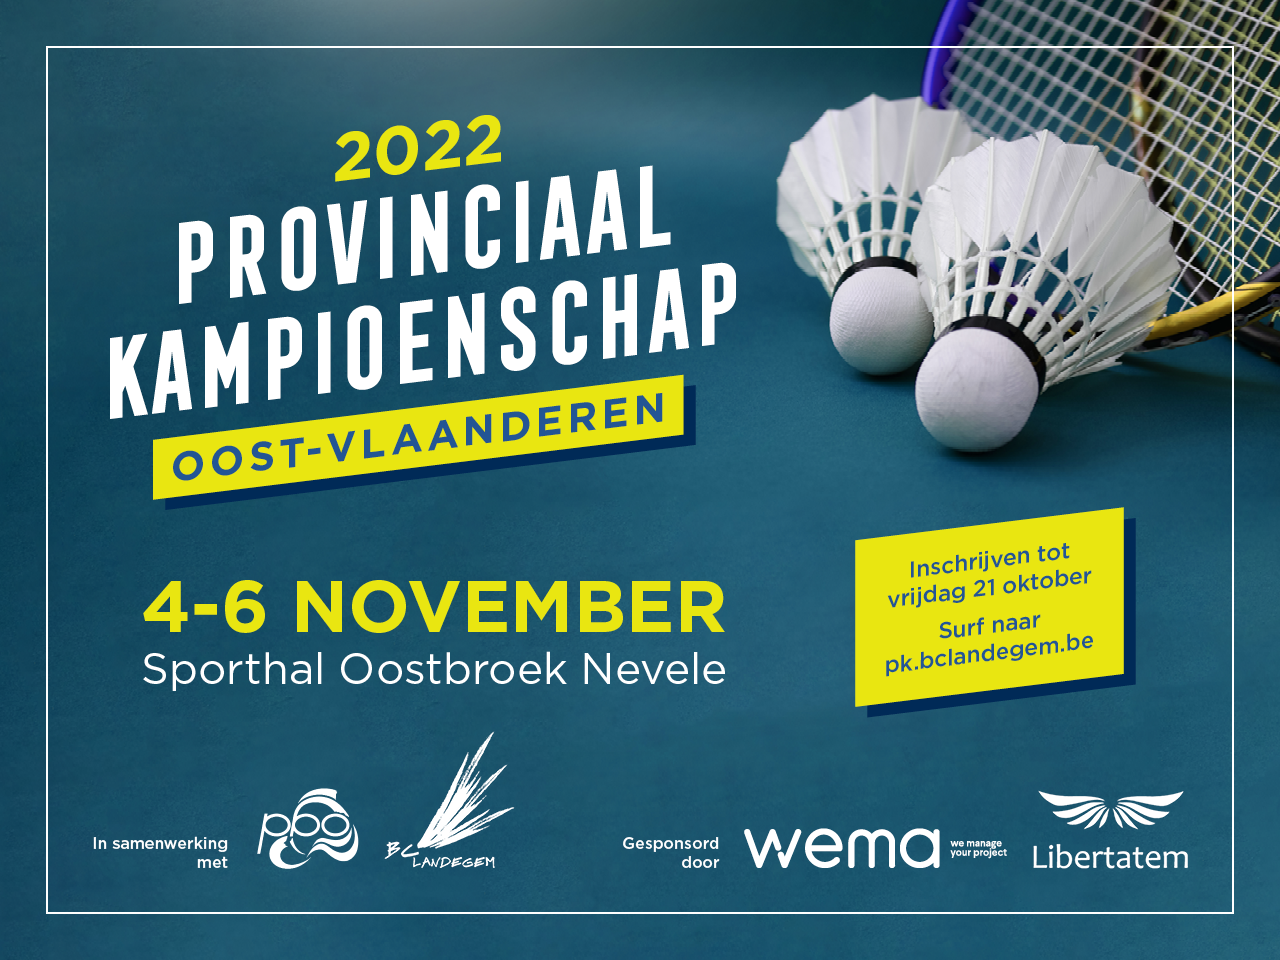 2022
PROVINCIAAL
KAMPIOENSCHAP
OOST-VLAANDEREN
4-6 NOVEMBER
Sporthal Oostbroek Nevele
Inschrijven tot
vrijdag 21 oktober
Surf naar
pk.bclandegem.be
In samenwerking
met
pbo
BC
LANDEGEM
Gesponsord
door
wema
we manage
your project
Libertatem